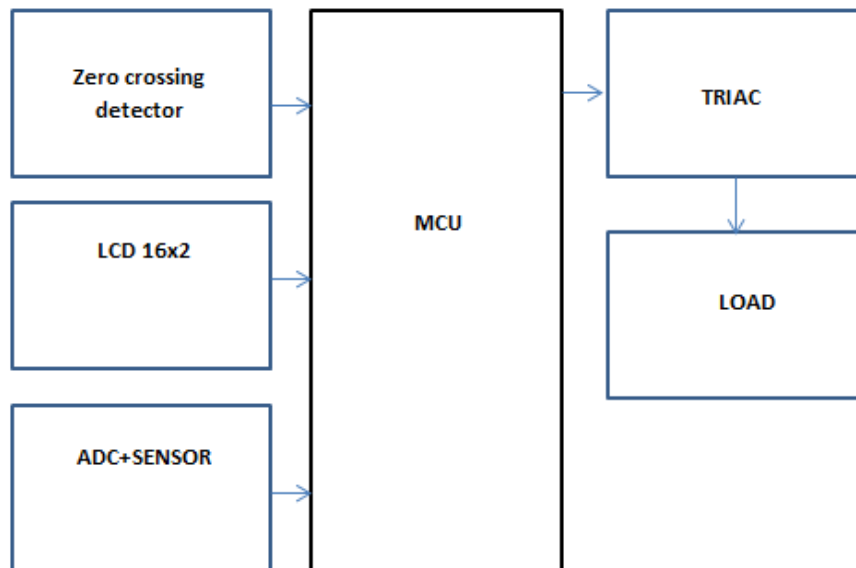 Zero crossing
detector
LCD 16x2
ADC+SENSOR
MCU
TRIAC
LOAD